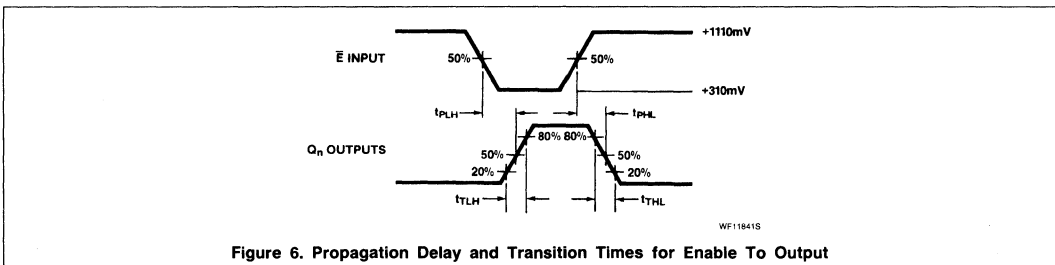 +1110mV
E̅ INPUT
50% 50%
+310mV
tPLH tPHL
80% 80%
Qn OUTPUTS
50% 50%
20% 20%
tTLH tTHL
WF11841S
Figure 6. Propagation Delay and Transition Times for Enable To Output